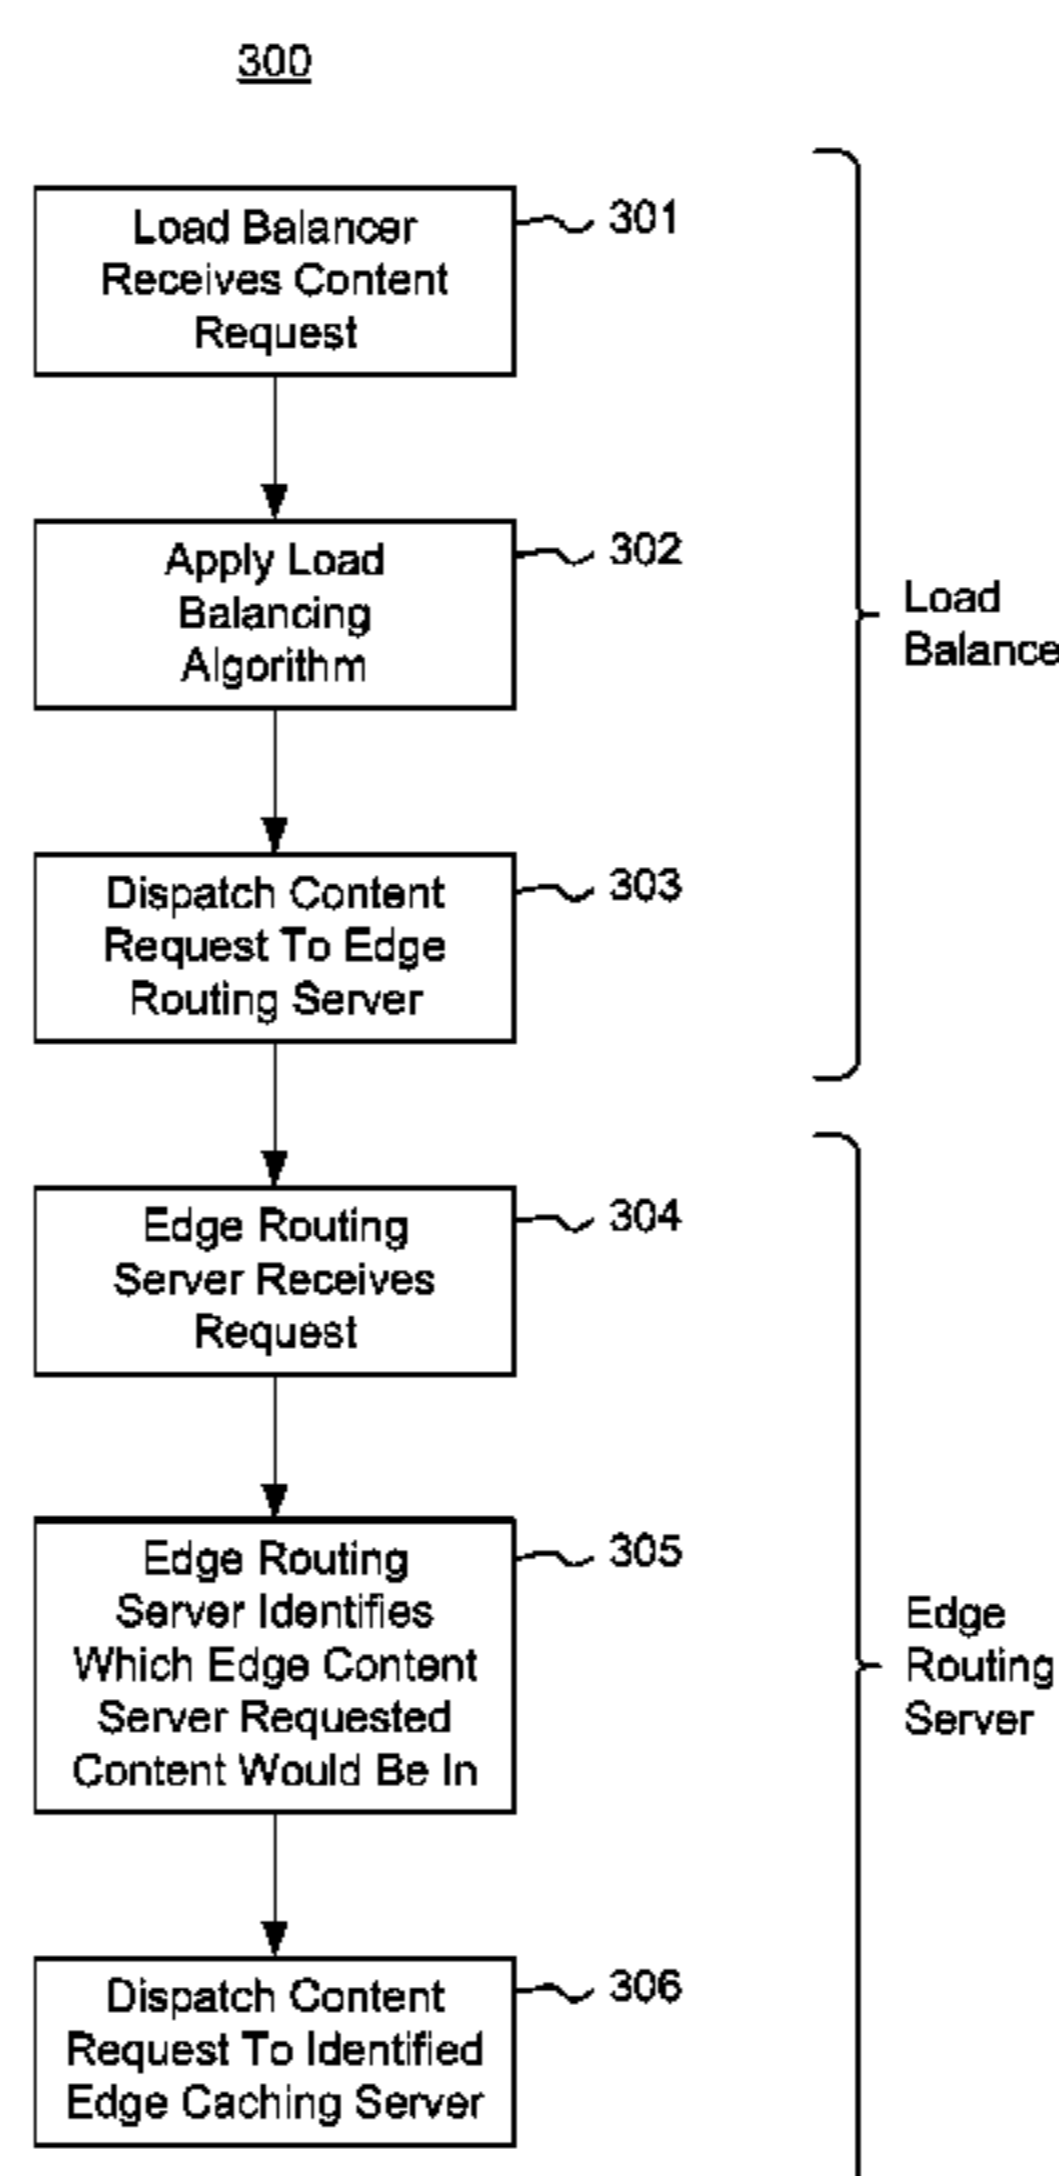 300
Load Balancer
Receives Content
Request
301
Apply Load
Balancing
Algorithm
302
Load
Balance
Dispatch Content
Request To Edge
Routing Server
303
Edge Routing
Server Receives
Request
304
Edge Routing
Server Identifies
Which Edge Content
Server Requested
Content Would Be In
305
Edge
Routing
Server
Dispatch Content
Request To Identified
Edge Caching Server
306